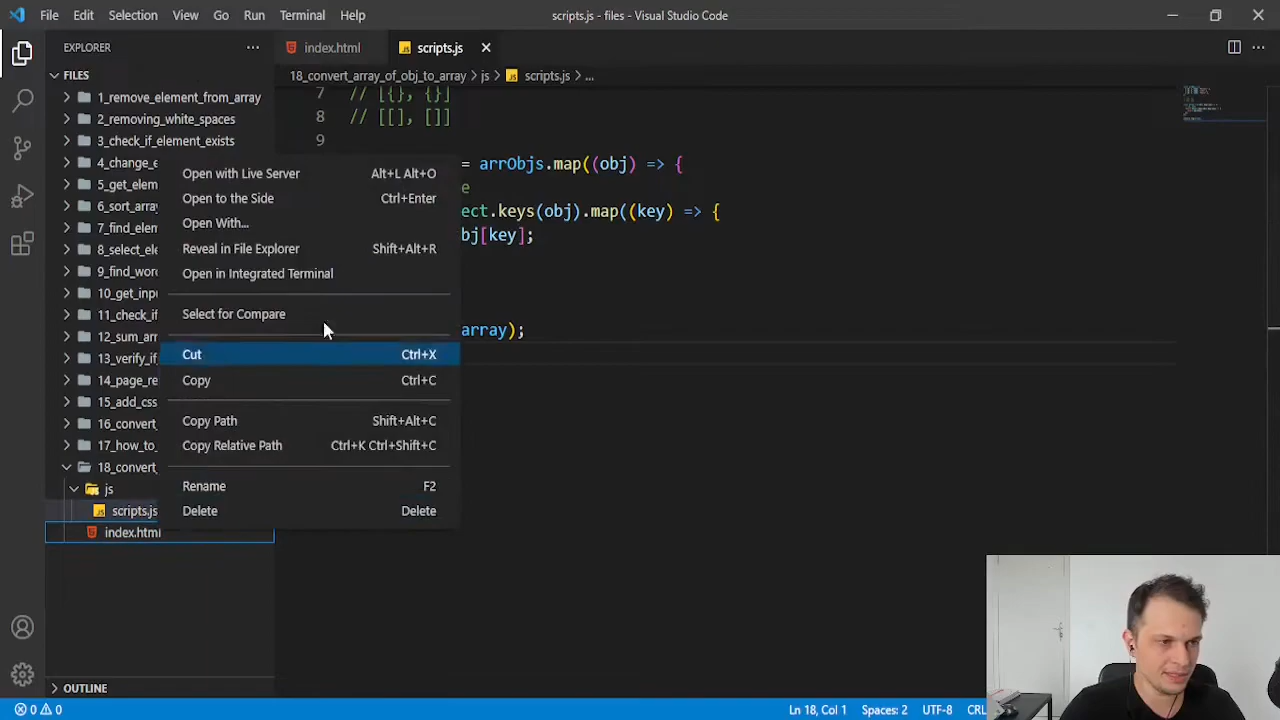 File Edit Selection View Go Run Terminal Help scripts.js - files - Visual Studio Code
EXPLORER
index.html
scripts.js
FILES
18_convert_array_of_obj_to_array > js > scripts.js > ...
1_remove_element_from_array
2_removing_white_spaces
3_check_if_element_exists
4_change_e
5_get_elem
6_sort_array
7_find_elem
8_select_ele
9_find_word
10_get_inpu
11_check_if
12_sum_arr
13_verify_if
14_page_re
15_add_css
16_convert_
17_how_to_
18_convert_
js
scripts.js
index.html
Open with Live Server Alt+L Alt+O
Open to the Side Ctrl+Enter
Open With...
Reveal in File Explorer Shift+Alt+R
Open in Integrated Terminal
Select for Compare
Cut Ctrl+X
Copy Ctrl+C
Copy Path Shift+Alt+C
Copy Relative Path Ctrl+K Ctrl+Shift+C
Rename F2
Delete Delete
7 // [{}, {}]
8 // [[], []]
9
= arrObjs.map((obj) => {
e
ect.keys(obj).map((key) => {
bj[key];
array);
OUTLINE
0 0
Ln 18, Col 1 Spaces: 2 UTF-8 CRL